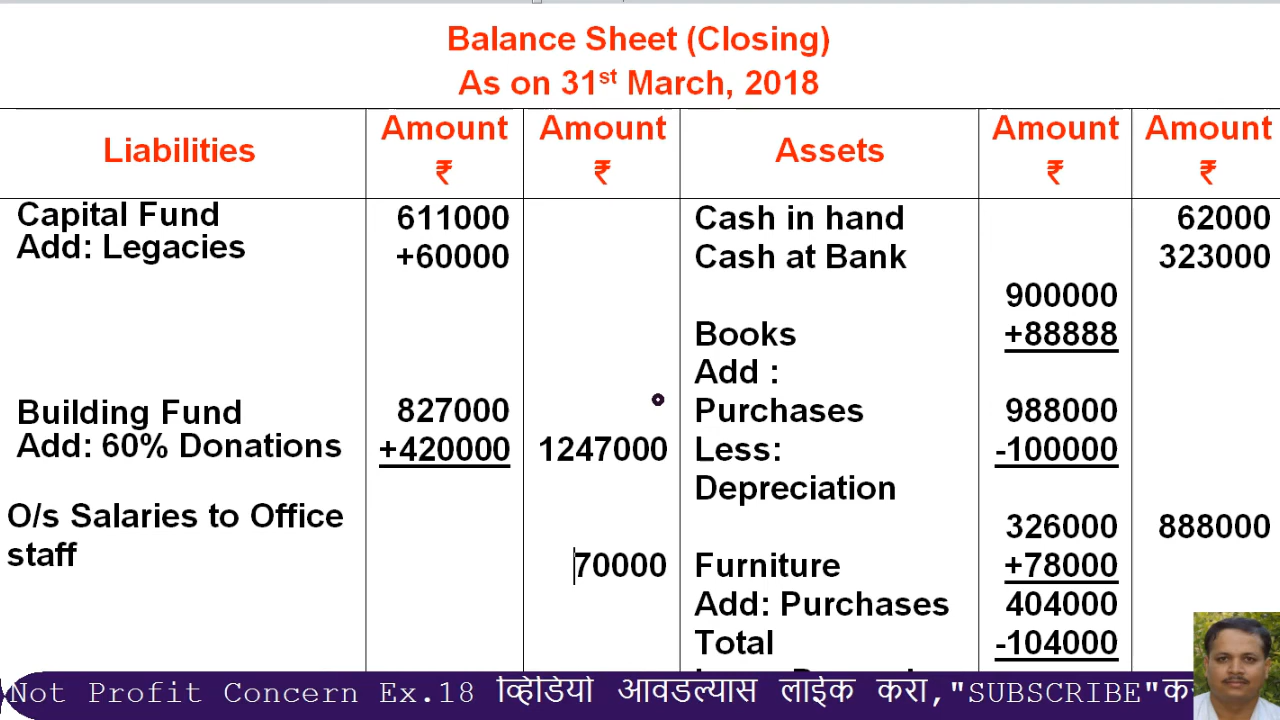 Balance Sheet (Closing)
As on 31st March, 2018
Liabilities Amount ₹ Amount ₹ Assets Amount ₹ Amount ₹
Capital Fund 611000 Cash in hand 62000
Add: Legacies +60000 Cash at Bank 323000
900000
Books +88888
Add :
Building Fund 827000 Purchases 988000
Add: 60% Donations +420000 1247000 Less: -100000
Depreciation
O/s Salaries to Office 326000 888000
staff 70000 Furniture +78000
Add: Purchases 404000
Total -104000
Not Profit Concern Ex.18 व्हिडियो आवडल्यास लाईक करा,"SUBSCRIBE"